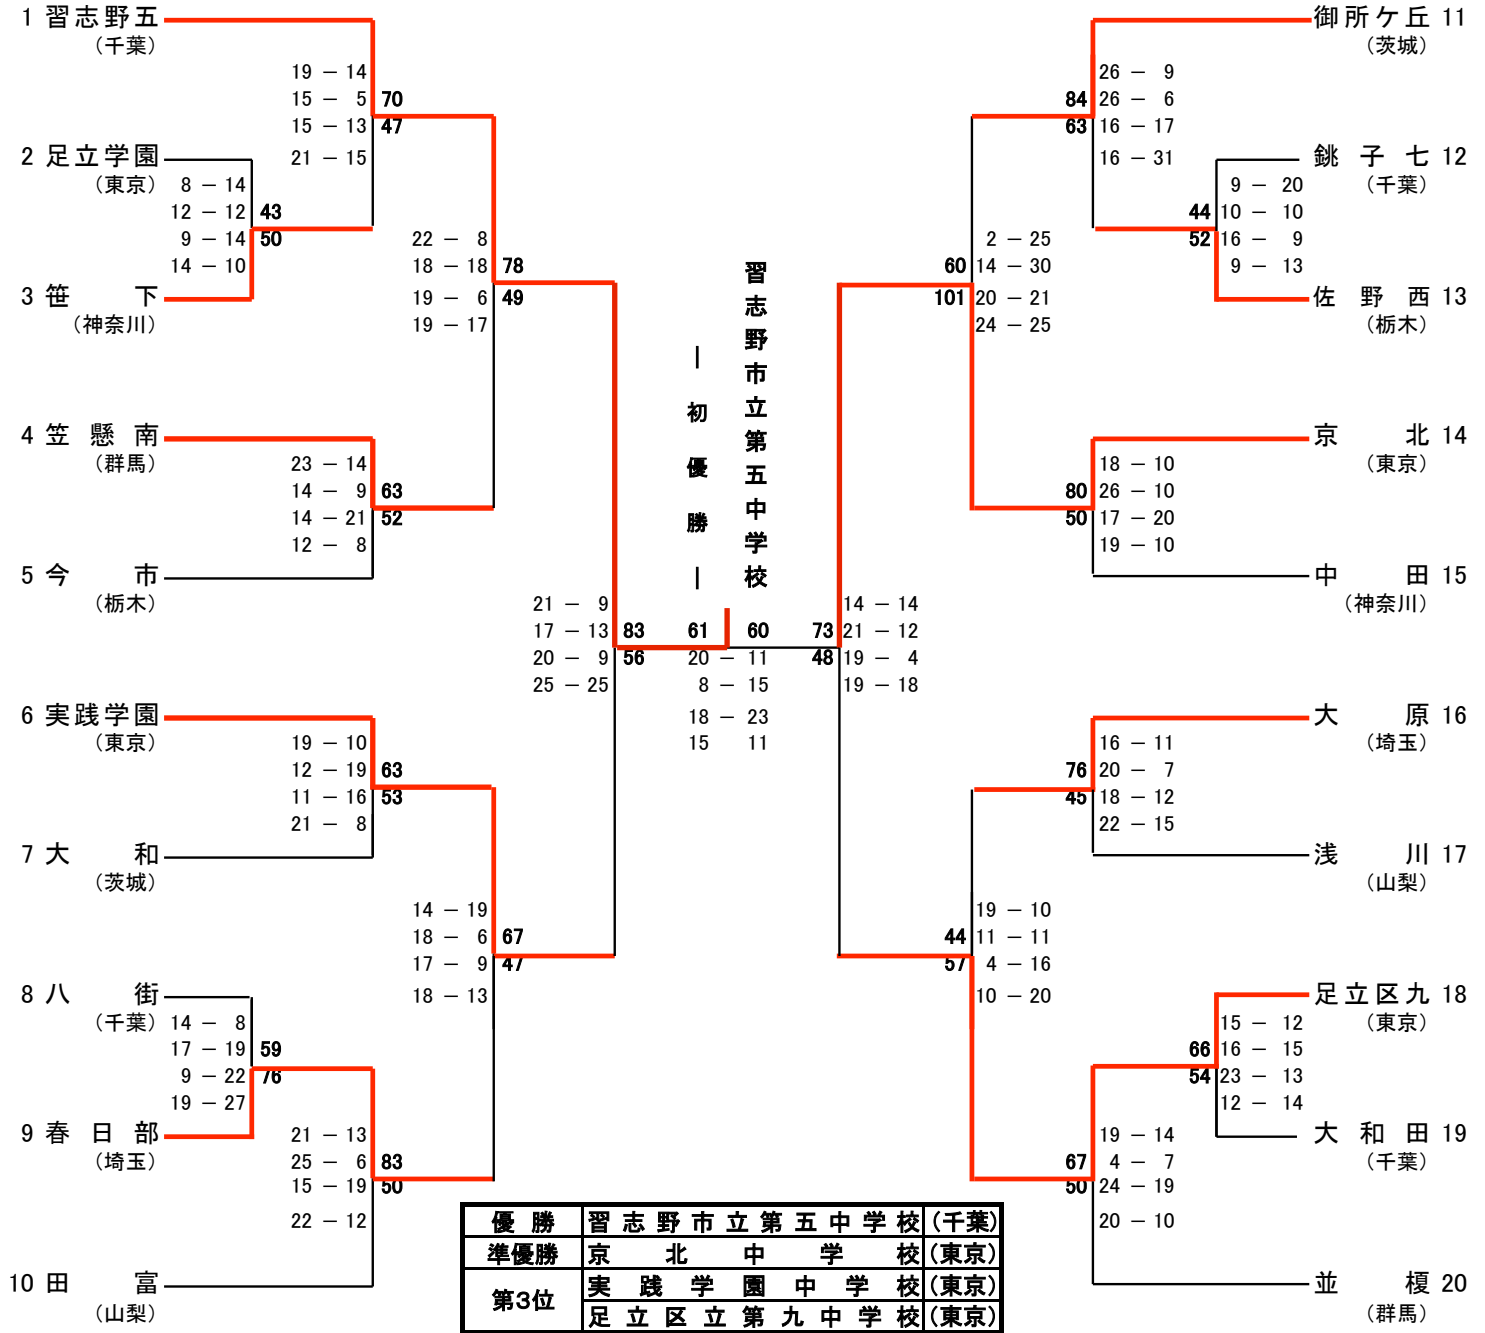 1 習志野五
（千葉）
19 － 14
15 － 5
15 － 13
21 － 15
70
47
2 足立学園
（東京）
8 － 14
12 － 12
9 － 14
14 － 10
43
50
3 笹下
（神奈川）
22 － 8
18 － 18
19 － 6
19 － 17
78
49
4 笠懸南
（群馬）
23 － 14
14 － 9
14 － 21
12 － 8
63
52
5 今市
（栃木）
21 － 9
17 － 13
20 － 9
25 － 25
83
56
6 実践学園
（東京）
19 － 10
12 － 19
11 － 16
21 － 8
63
53
7 大和
（茨城）
14 － 19
18 － 6
17 － 9
18 － 13
67
47
8 八街
（千葉）
14 － 8
17 － 19
9 － 22
19 － 27
59
76
9 春日部
（埼玉）
21 － 13
25 － 6
15 － 19
22 － 12
83
50
10 田富
（山梨）
習志野市立第五中学校
－初優勝－
61 60
20 － 11
8 － 15
18 － 23
15 11
御所ケ丘 11
（茨城）
26 － 9
26 － 6
16 － 17
16 － 31
84
63
銚子七 12
（千葉）
9 － 20
10 － 10
16 － 9
9 － 13
44
52
佐野西 13
（栃木）
2 － 25
14 － 30
20 － 21
24 － 25
60
101
京北 14
（東京）
18 － 10
26 － 10
17 － 20
19 － 10
80
50
中田 15
（神奈川）
14 － 14
21 － 12
19 － 4
19 － 18
73
48
大原 16
（埼玉）
16 － 11
20 － 7
18 － 12
22 － 15
76
45
浅川 17
（山梨）
19 － 10
11 － 11
4 － 16
10 － 20
44
57
足立区九 18
（東京）
15 － 12
16 － 15
23 － 13
12 － 14
66
54
大和田 19
（千葉）
19 － 14
4 － 7
24 － 19
20 － 10
67
50
並榎 20
（群馬）
優勝 習志野市立第五中学校 （千葉）
準優勝 京北中学校 （東京）
第3位 実践学園中学校 （東京）
足立区立第九中学校 （東京）